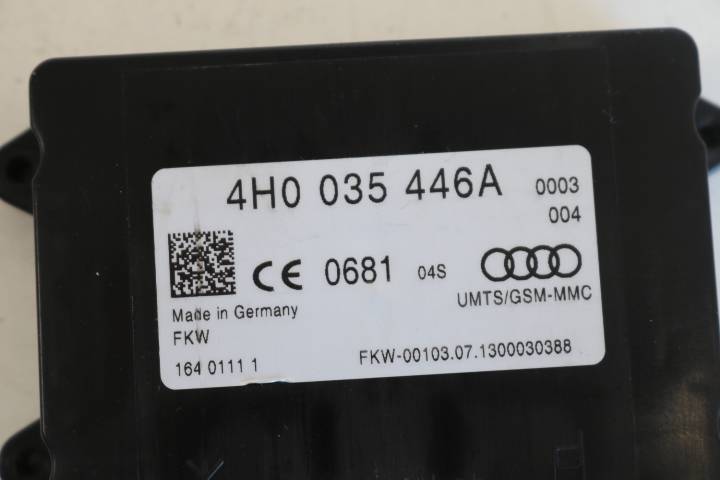 4H0 035 446A 0003
004
CE 0681 04S
UMTS/GSM-MMC
Made in Germany
FKW
164 0111 1 FKW-00103.07.1300030388